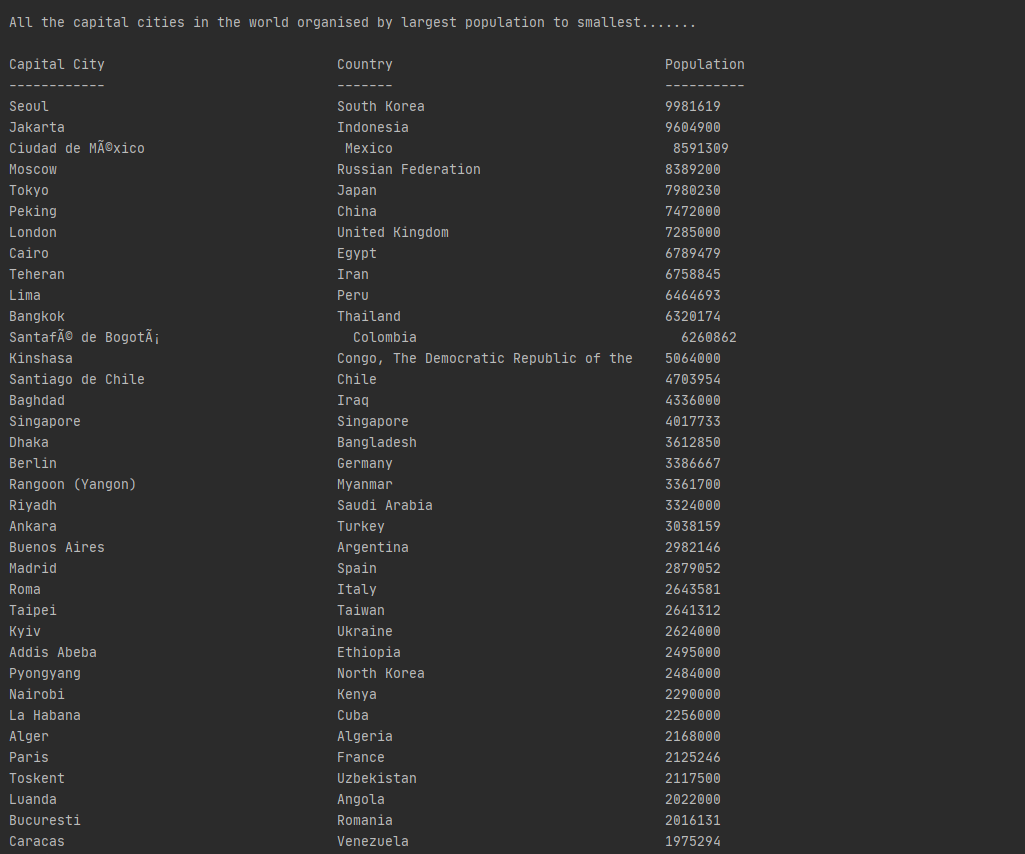 All the capital cities in the world organised by largest population to smallest.......
Capital City Country Population
------------ ------- ----------
Seoul South Korea 9981619
Jakarta Indonesia 9604900
Ciudad de MÃ©xico Mexico 8591309
Moscow Russian Federation 8389200
Tokyo Japan 7980230
Peking China 7472000
London United Kingdom 7285000
Cairo Egypt 6789479
Teheran Iran 6758845
Lima Peru 6464693
Bangkok Thailand 6320174
SantafÃ© de BogotÃ¡ Colombia 6260862
Kinshasa Congo, The Democratic Republic of the 5064000
Santiago de Chile Chile 4703954
Baghdad Iraq 4336000
Singapore Singapore 4017733
Dhaka Bangladesh 3612850
Berlin Germany 3386667
Rangoon (Yangon) Myanmar 3361700
Riyadh Saudi Arabia 3324000
Ankara Turkey 3038159
Buenos Aires Argentina 2982146
Madrid Spain 2879052
Roma Italy 2643581
Taipei Taiwan 2641312
Kyiv Ukraine 2624000
Addis Abeba Ethiopia 2495000
Pyongyang North Korea 2484000
Nairobi Kenya 2290000
La Habana Cuba 2256000
Alger Algeria 2168000
Paris France 2125246
Toskent Uzbekistan 2117500
Luanda Angola 2022000
Bucuresti Romania 2016131
Caracas Venezuela 1975294